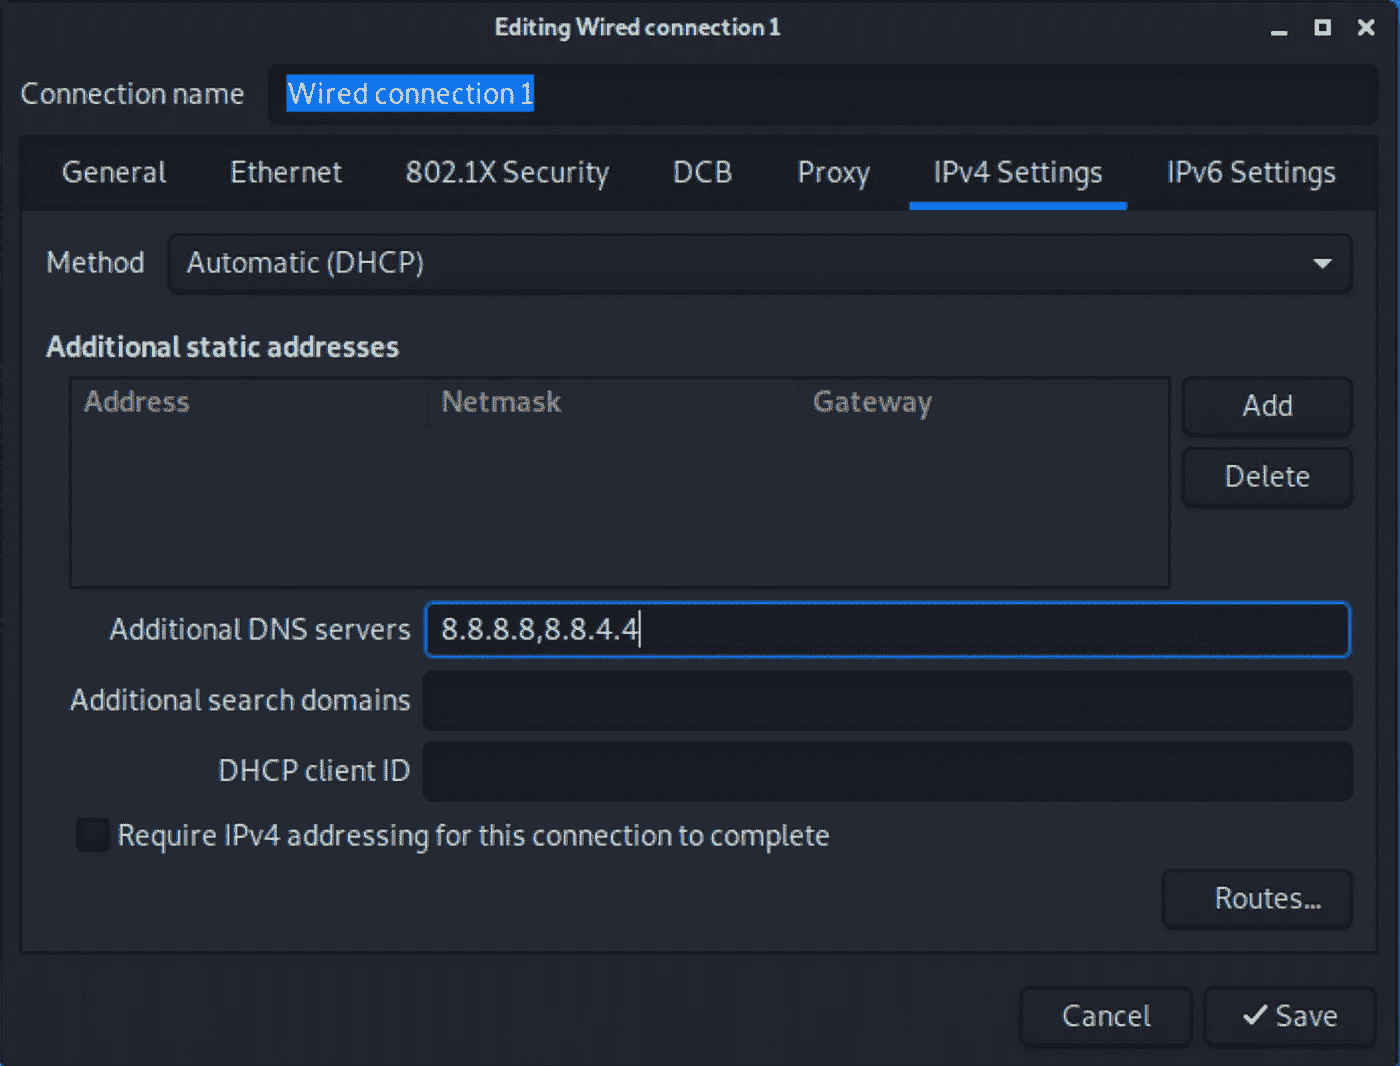 Editing Wired connection 1
Connection name Wired connection 1
General Ethernet 802.1X Security DCB Proxy IPv4 Settings IPv6 Settings
Method Automatic (DHCP)
Additional static addresses
Address Netmask Gateway Add
Delete
Additional DNS servers 8.8.8.8,8.8.4.4
Additional search domains
DHCP client ID
Require IPv4 addressing for this connection to complete
Routes...
Cancel Save